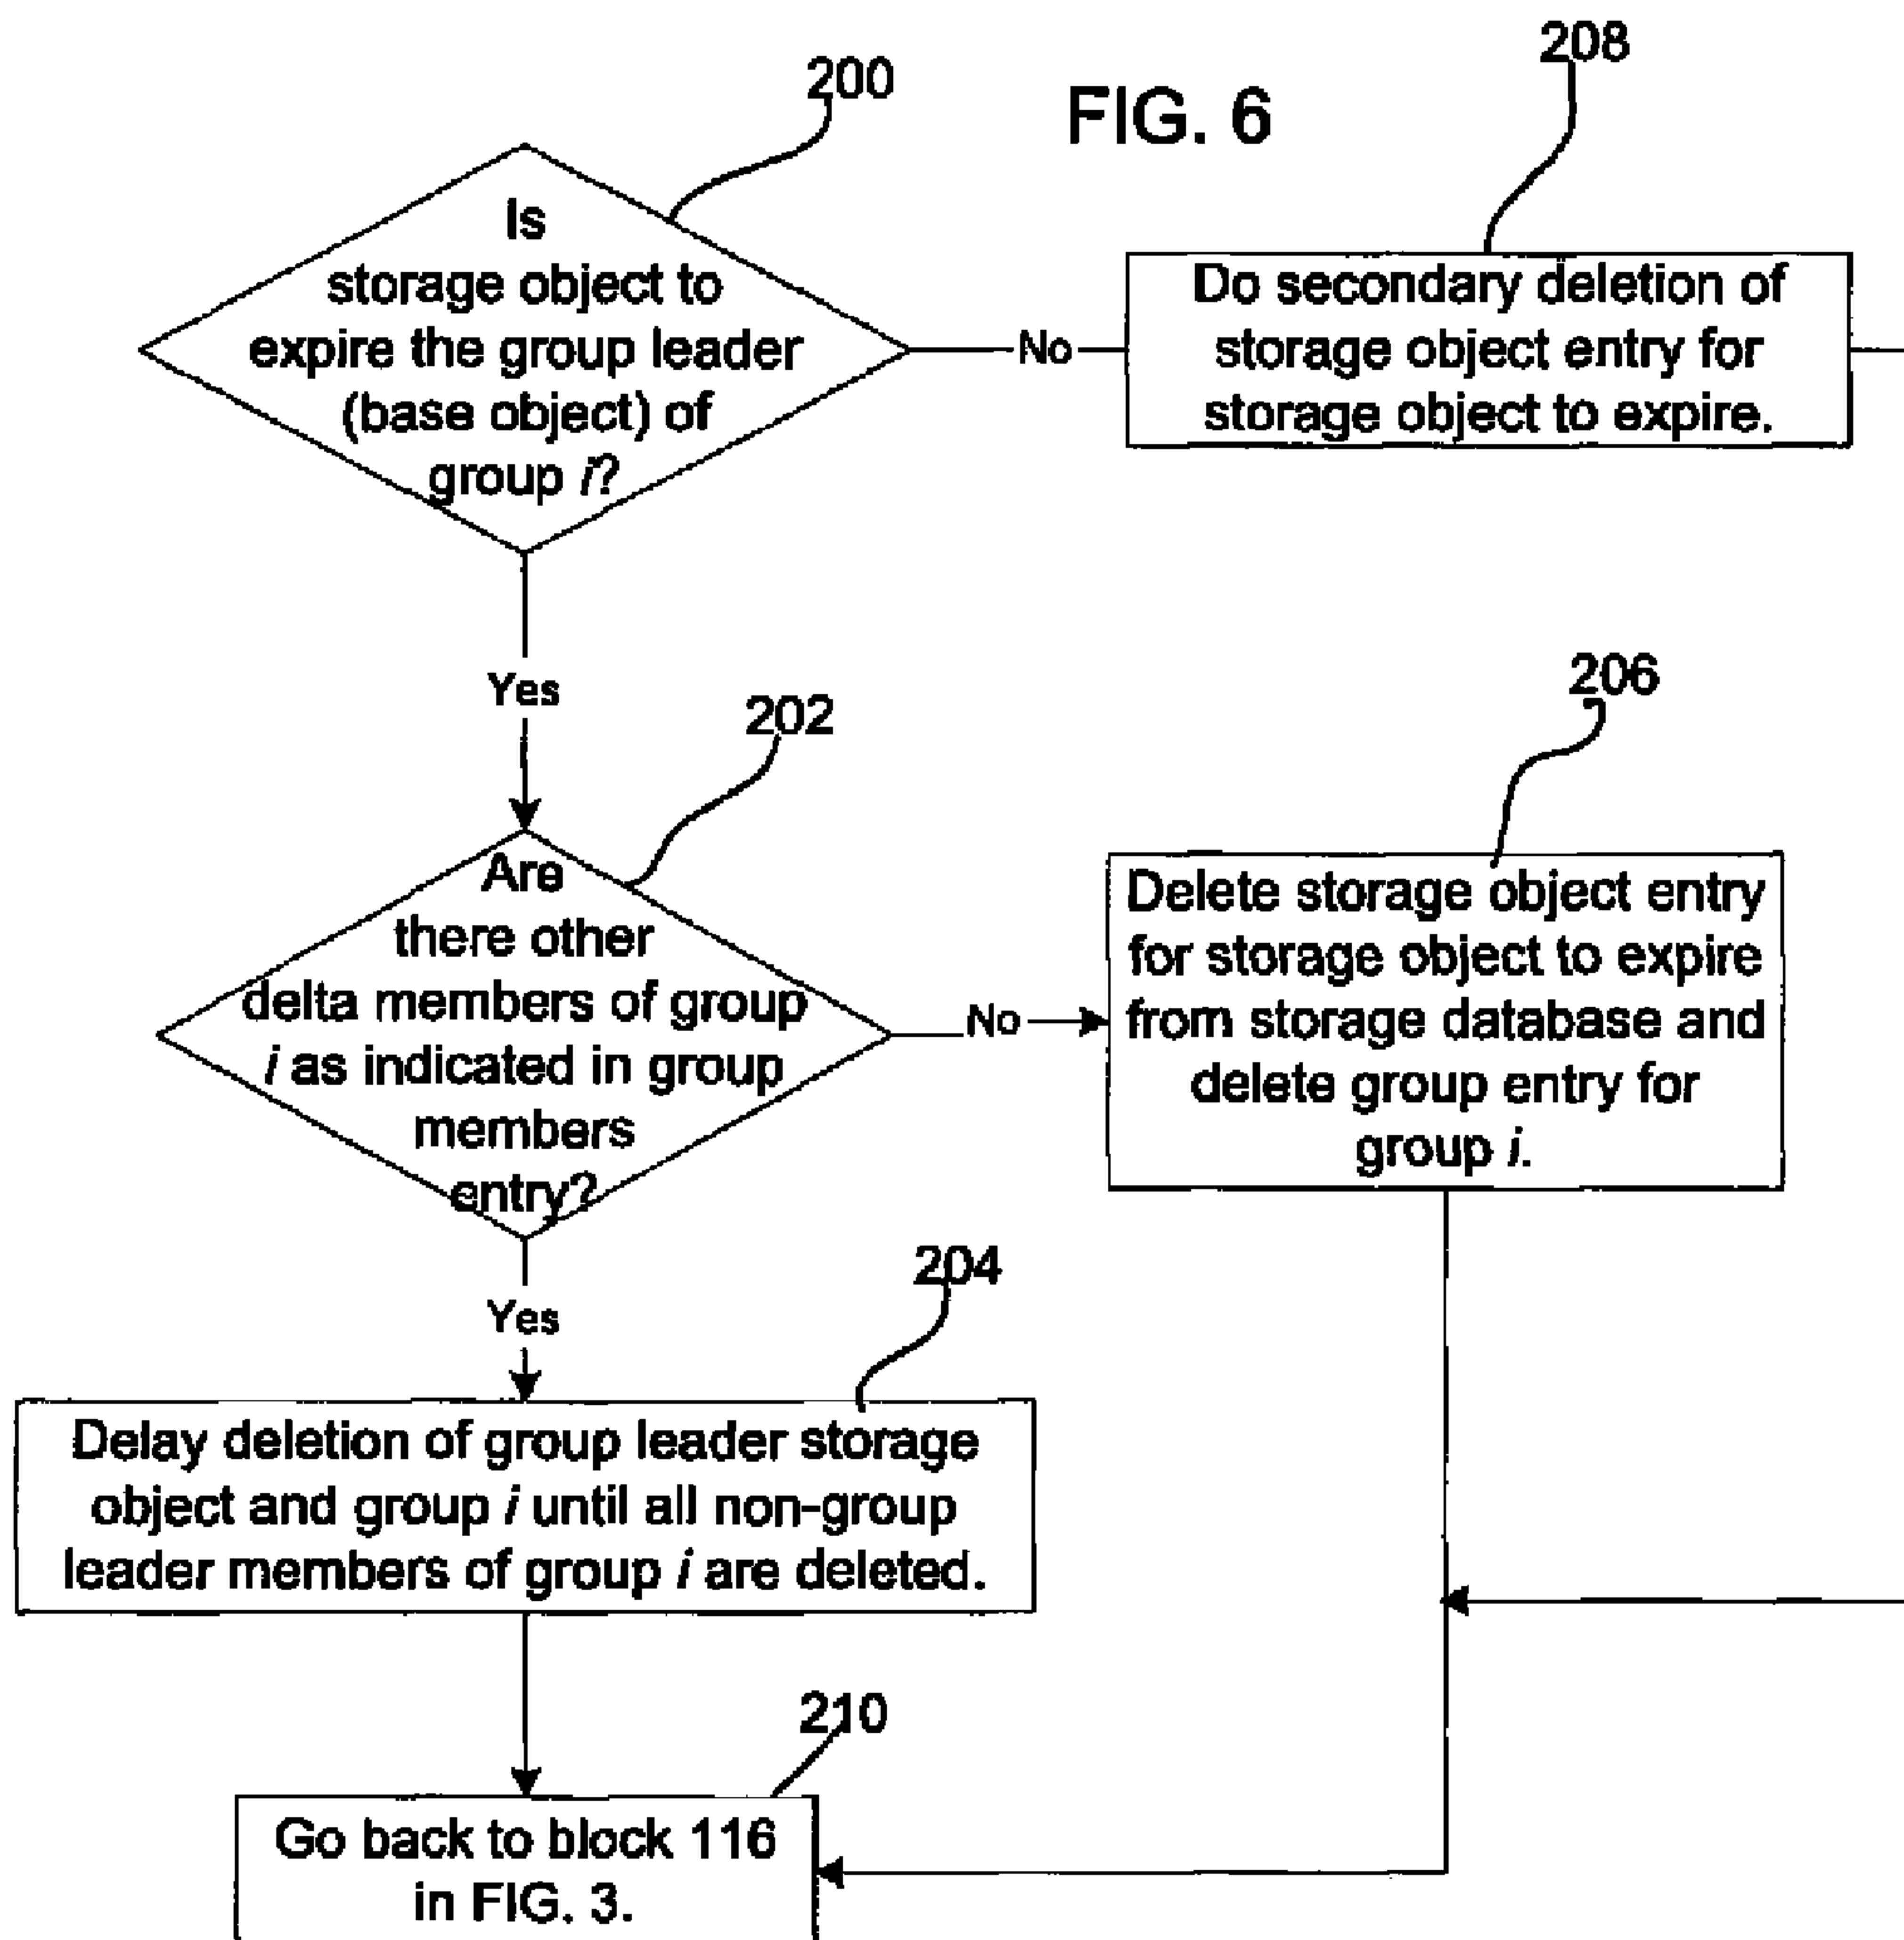 FIG. 6
200
Is
storage object to
expire the group leader
(base object) of
group i?
No
208
Do secondary deletion of
storage object entry for
storage object to expire.
Yes
202
Are
there other
delta members of group
i as indicated in group
members
entry?
No
206
Delete storage object entry
for storage object to expire
from storage database and
delete group entry for
group i.
Yes
204
Delay deletion of group leader storage
object and group i until all non-group
leader members of group i are deleted.
210
Go back to block 116
in FIG. 3.